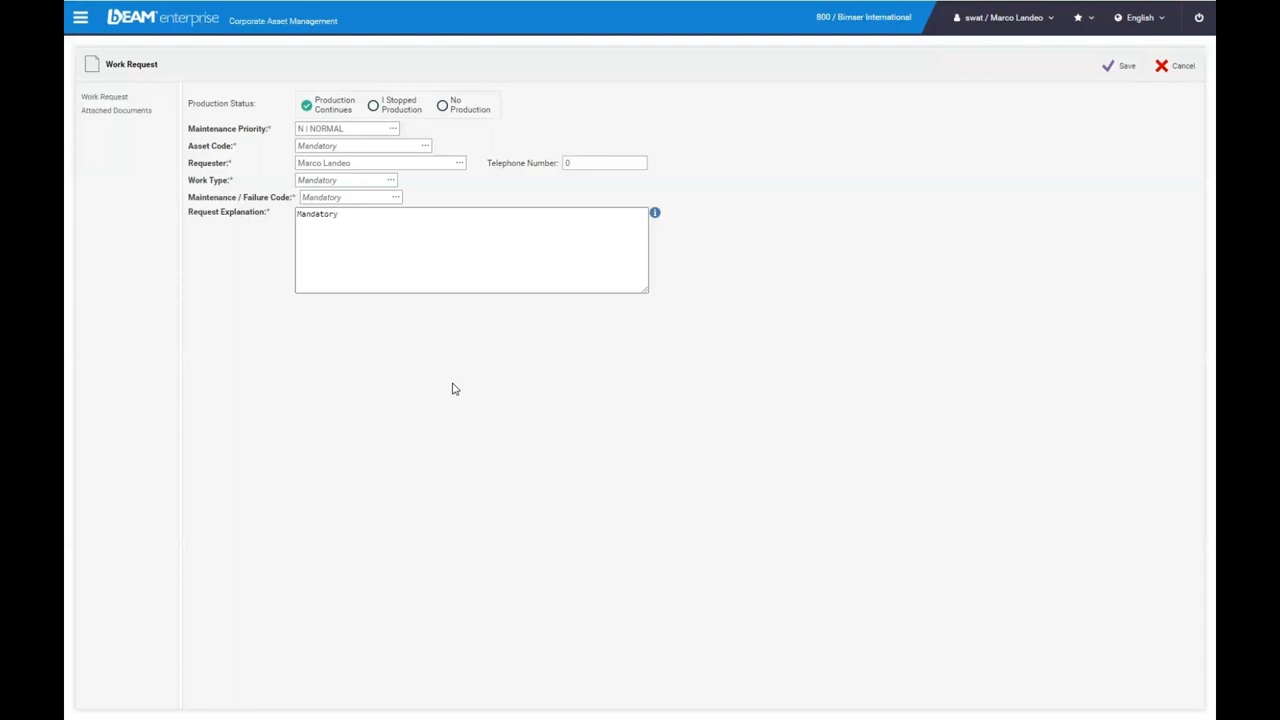 bEAM enterprise Corporate Asset Management 800 / Bimser International swat / Marco Landeo English
Work Request Save Cancel
Work Request
Attached Documents
Production Status: Production Continues I Stopped Production No Production
Maintenance Priority:* N | NORMAL ...
Asset Code:* Mandatory ...
Requester:* Marco Landeo ... Telephone Number: 0
Work Type:* Mandatory ...
Maintenance / Failure Code:* Mandatory ...
Request Explanation:* Mandatory